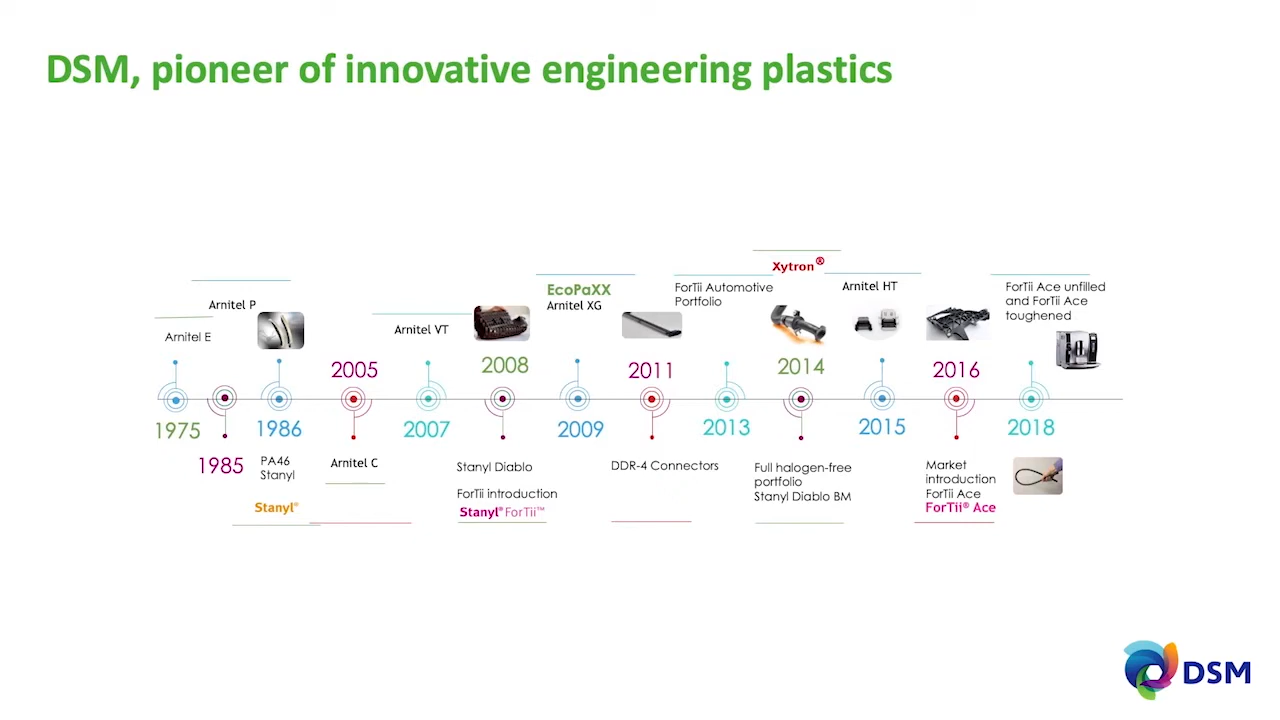 DSM, pioneer of innovative engineering plastics
Xytron®
EcoPaXX
Arnitel XG
ForTii Automotive
Portfolio
Arnitel HT
ForTii Ace unfilled
and ForTii Ace
toughened
Arnitel P
Arnitel E
Arnitel VT
2005
2008
2011
2014
2016
1975
1986
2007
2009
2013
2015
2018
1985
PA46
Stanyl
Stanyl®
Arnitel C
Stanyl Diablo
ForTii introduction
Stanyl® ForTii™
DDR-4 Connectors
Full halogen-free
portfolio
Stanyl Diablo BM
Market
introduction
ForTii Ace
ForTii® Ace
DSM